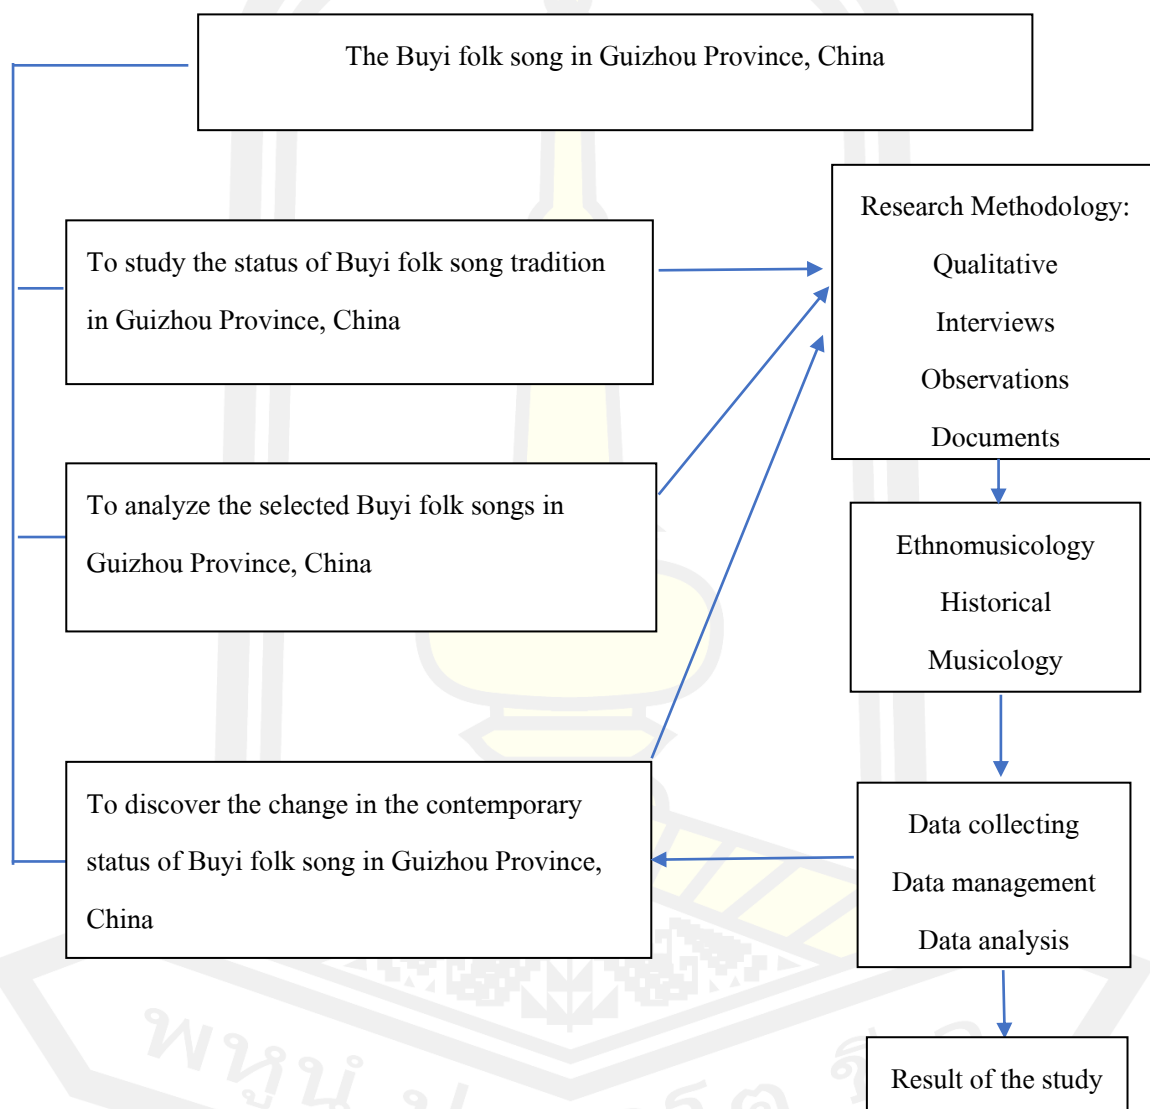 The Buyi folk song in Guizhou Province, China
Research Methodology:
Qualitative
Interviews
Observations
Documents
To study the status of Buyi folk song tradition
in Guizhou Province, China
To analyze the selected Buyi folk songs in
Guizhou Province, China
Ethnomusicology
Historical
Musicology
To discover the change in the contemporary
status of Buyi folk song in Guizhou Province,
China
Data collecting
Data management
Data analysis
Result of the study